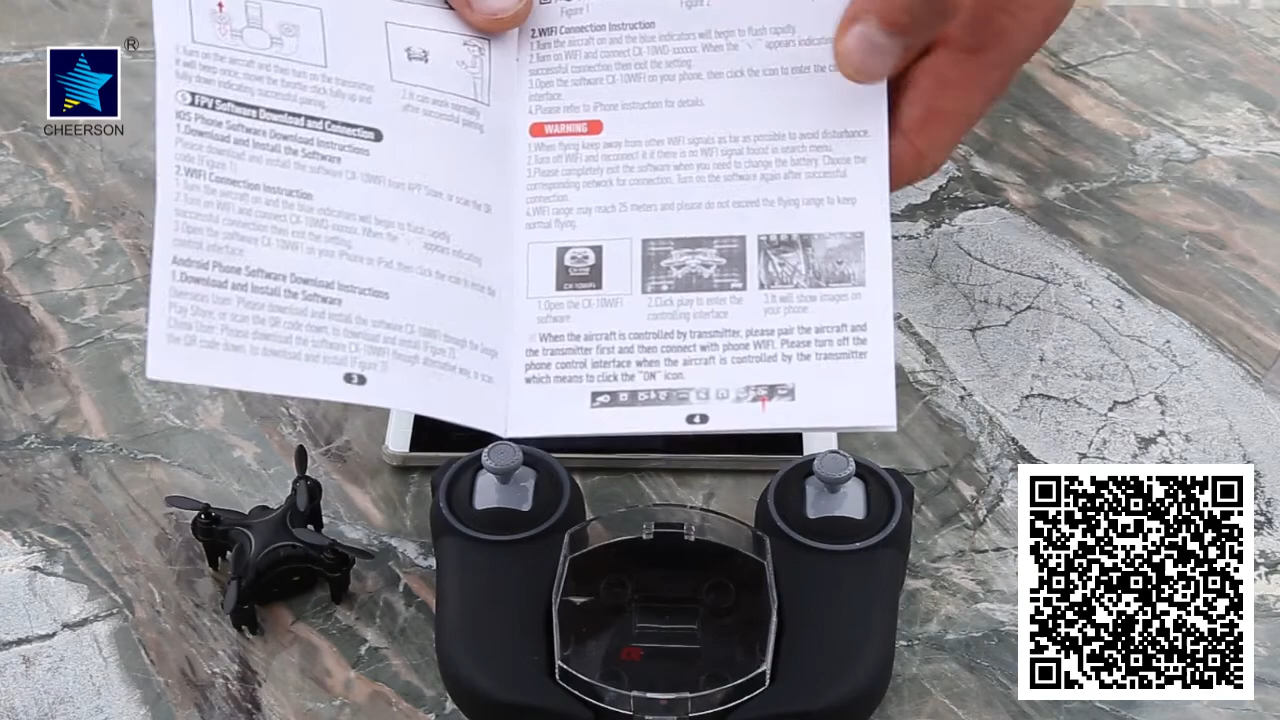 ®
CHEERSON
Turn on the aircraft and then turn on the transmitter
it will beep once, move the throttle stick fully up and
fully down indicating successful pairing.
2.It can work normally
after successful pairing
FPV Software Download and Connection
iOS Phone Software Download Instructions
1.Download and Install the Software
Please download and install the software CX-10WIFI from APP Store, or scan the QR
code (Figure 1)
2.WIFI Connection Instruction
1.Turn the aircraft on and the blue indicators will begin to flash rapidly
2.Turn on WIFI and connect CX-10WD-xxxxxx. When the " " appears indicating
successful connection then exit the setting.
3.Open the software CX-10WIFI on your iPhone or iPad, then click the icon to enter the
control interface.
Android Phone Software Download Instructions
1.Download and Install the Software
Overseas User: Please download and install the software CX-10WIFI through the Google
Play Store, or scan the QR code down, to download and install (Figure 2).
China User: Please download the software CX-10WIFI through alternative way, or scan
the QR code down, to download and install (Figure 3)
3
Figure 1
Figure 2
2.WIFI Connection Instruction
1.Turn the aircraft on and the blue indicators will begin to flash rapidly.
2.Turn on WIFI and connect CX-10WD-xxxxxx. When the " " appears indicating
successful connection then exit the setting.
3.Open the software CX-10WIFI on your phone, then click the icon to enter the
interface.
4.Please refer to iPhone instruction for details.
WARNING
1.When flying keep away from other WIFI signals as far as possible to avoid disturbance.
2.Turn off WIFI and reconnect it if there is no WIFI signal found in search menu.
3.Please completely exit the software when you need to change the battery. Choose the
corresponding network for connection. Turn on the software again after successful
connection.
4.WIFI range may reach 25 meters and please do not exceed the flying range to keep
normal flying.
CX-10WiFi
1.Open the CX-10WIFI
software
2.Click play to enter the
controlling interface
3.It will show images on
your phone
When the aircraft is controlled by transmitter, please pair the aircraft and
the transmitter first and then connect with phone WIFI. Please turn off the
phone control interface when the aircraft is controlled by the transmitter
which means to click the "ON" icon.
4